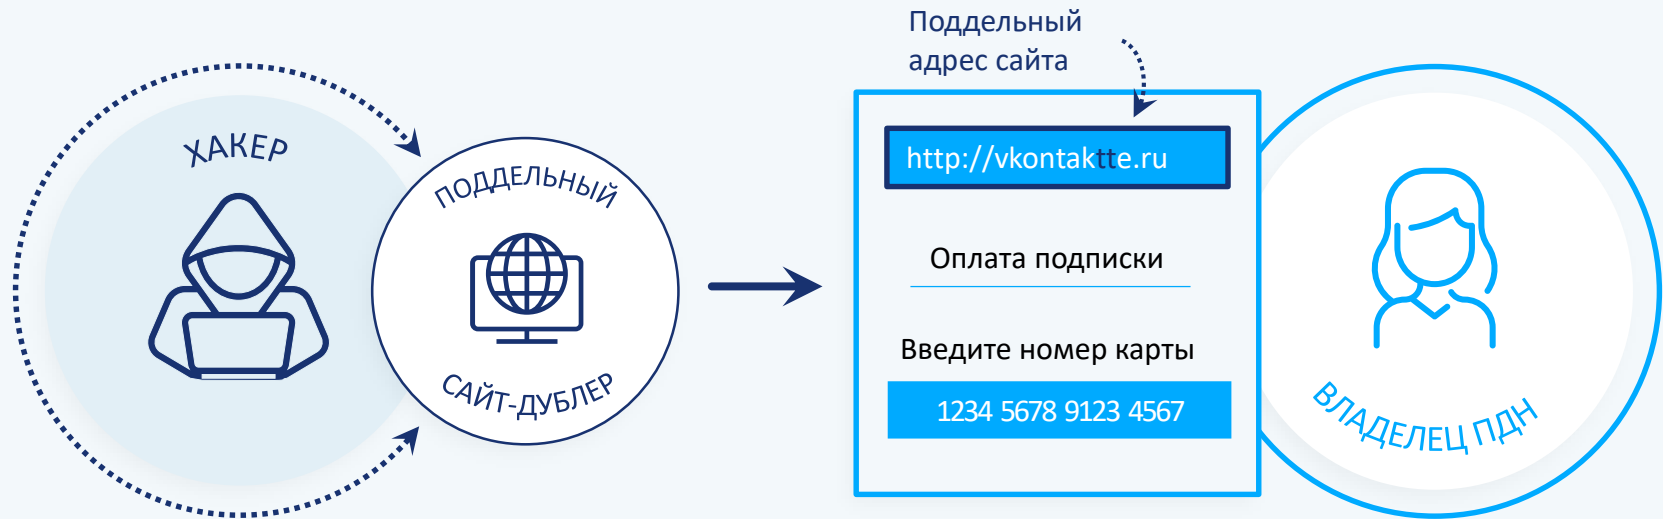 ХАКЕР
ПОДДЕЛЬНЫЙ
САЙТ-ДУБЛЕР
Поддельный
адрес сайта
http://vkontaktte.ru
Оплата подписки
Введите номер карты
1234 5678 9123 4567
ВЛАДЕЛЕЦ ПДН